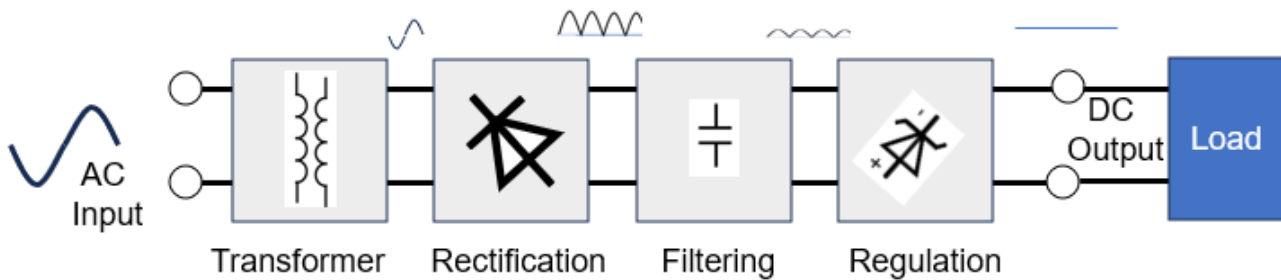 AC
Input
Transformer
Rectification
Filtering
+
-
Regulation
DC
Output
Load